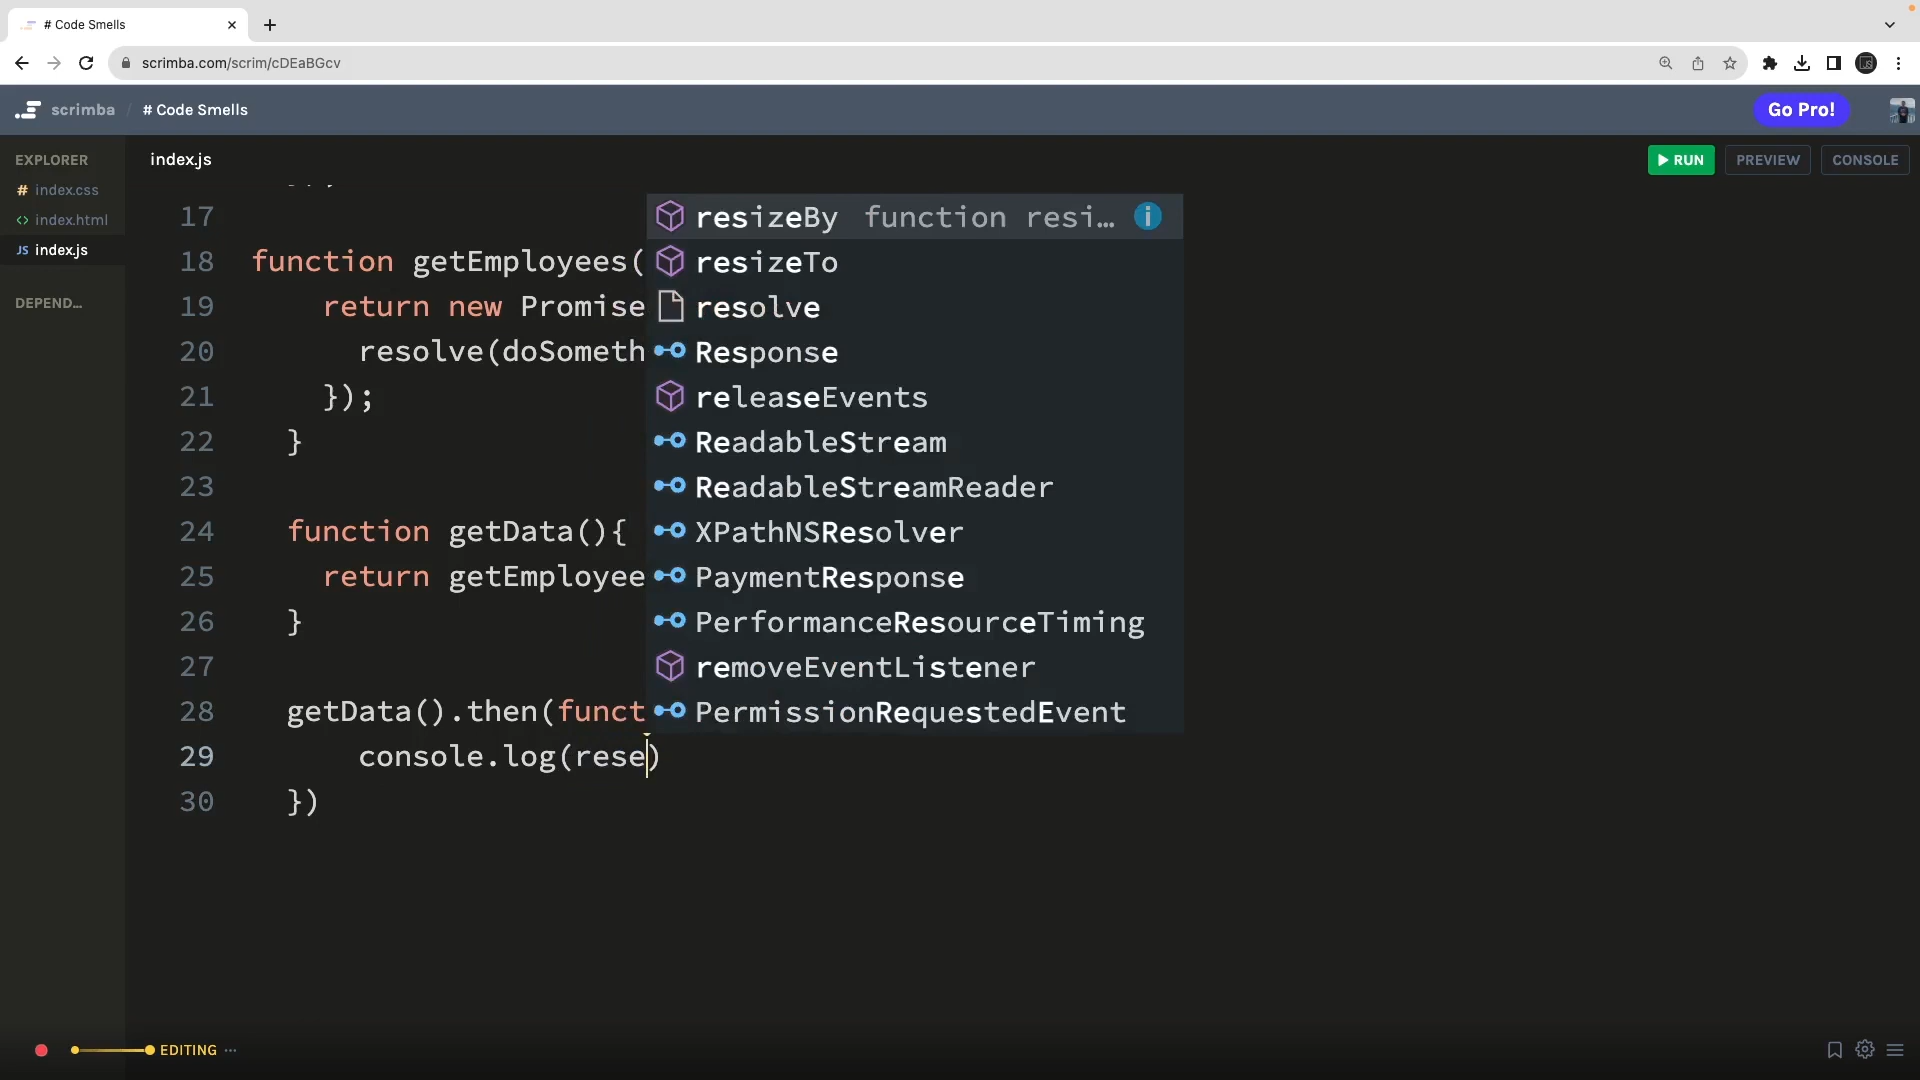 # Code Smells
scrimba.com/scrim/cDEaBGcv
scrimba / # Code Smells
Go Pro!
EXPLORER
# index.css
<> index.html
JS index.js
DEPEND...
index.js
RUN
PREVIEW
CONSOLE
17
18 function getEmployees(
19 return new Promise
20 resolve(doSometh
21 });
22 }
23
24 function getData(){
25 return getEmployee
26 }
27
28 getData().then(funct
29 console.log(rese)
30 })
resizeBy function resi…
resizeTo
resolve
Response
releaseEvents
ReadableStream
ReadableStreamReader
XPathNSResolver
PaymentResponse
PerformanceResourceTiming
removeEventListener
PermissionRequestedEvent
EDITING ...